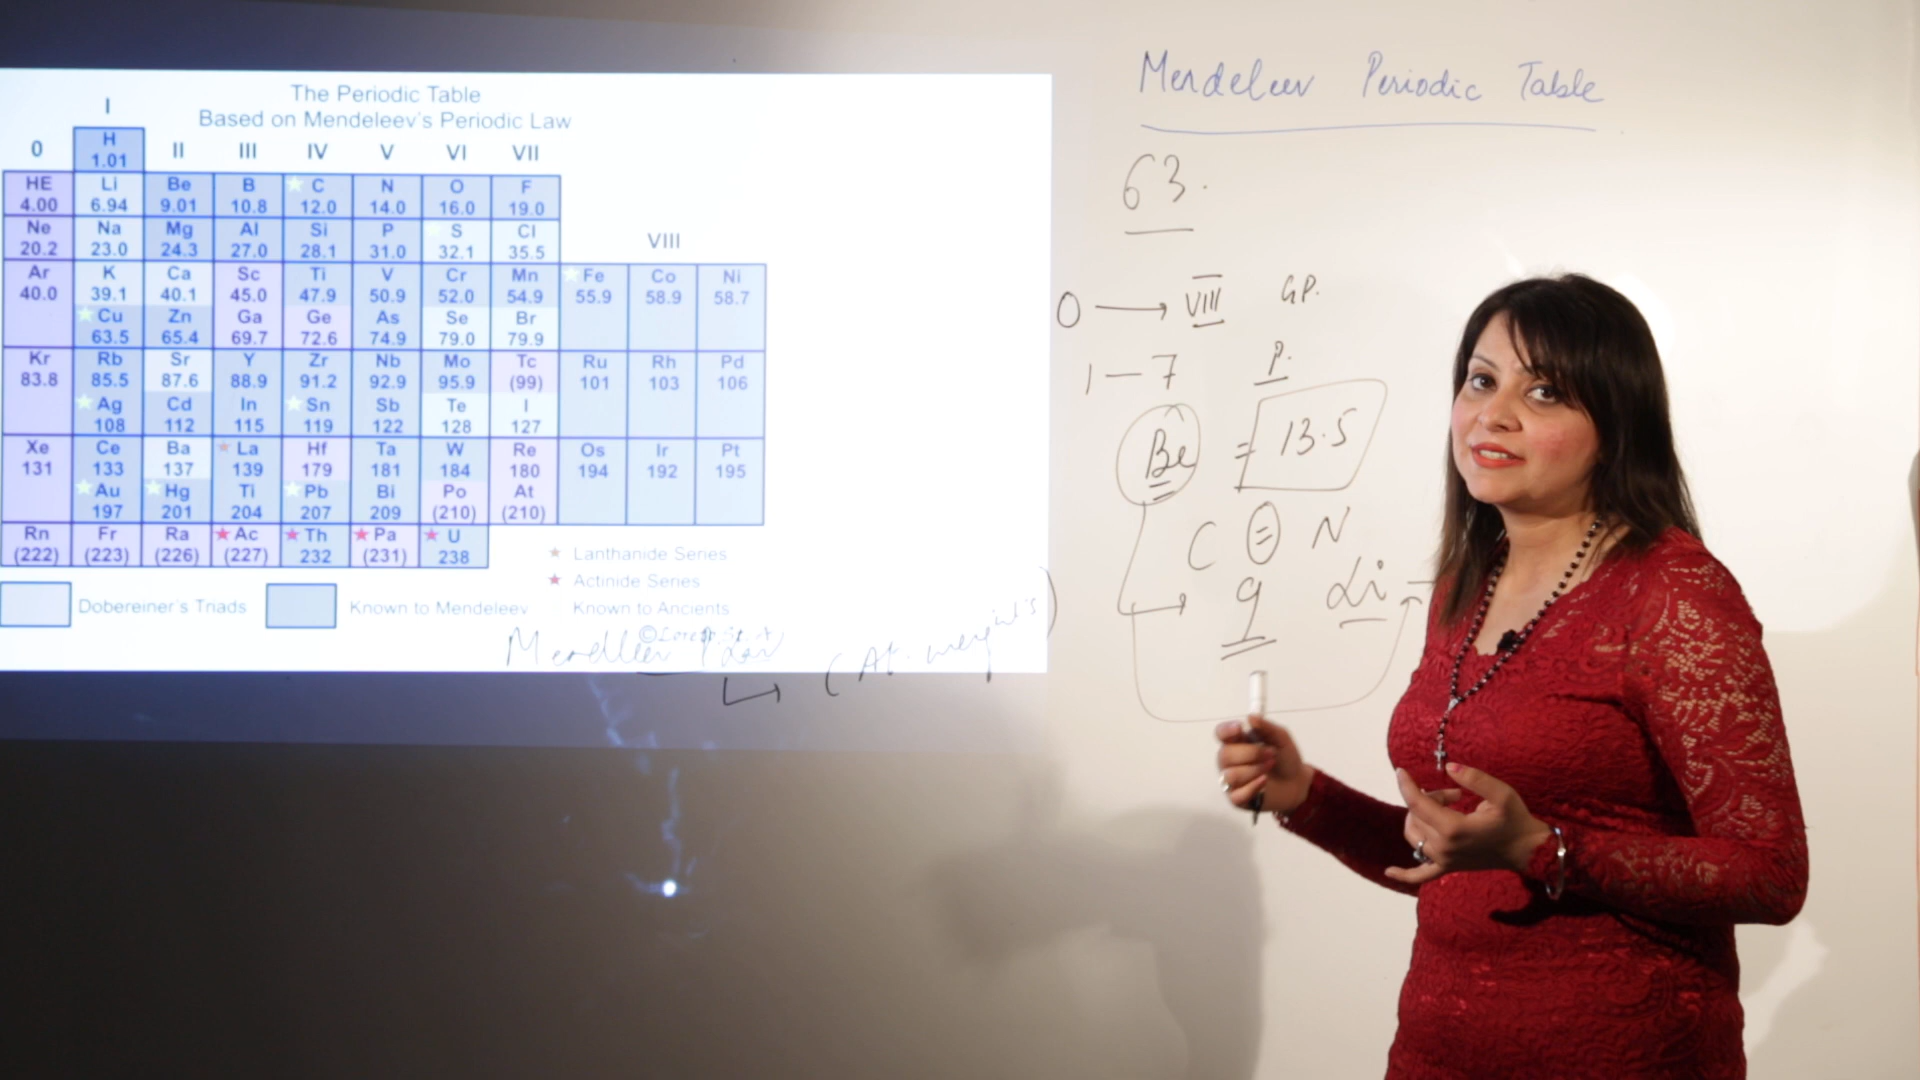 The Periodic Table
Based on Mendeleev's Periodic Law
0 I II III IV V VI VII
H
1.01
HE Li Be B C N O F
4.00 6.94 9.01 10.8 12.0 14.0 16.0 19.0
Ne Na Mg Al Si P S Cl
20.2 23.0 24.3 27.0 28.1 31.0 32.1 35.5
VIII
Ar K Ca Sc Ti V Cr Mn Fe Co Ni
40.0 39.1 40.1 45.0 47.9 50.9 52.0 54.9 55.9 58.9 58.7
Cu Zn Ga Ge As Se Br
63.5 65.4 69.7 72.6 74.9 79.0 79.9
Kr Rb Sr Y Zr Nb Mo Tc Ru Rh Pd
83.8 85.5 87.6 88.9 91.2 92.9 95.9 (99) 101 103 106
Ag Cd In Sn Sb Te I
108 112 115 119 122 128 127
Xe Ce Ba La Hf Ta W Re Os Ir Pt
131 133 137 139 179 181 184 180 194 192 195
Au Hg Ti Pb Bi Po At
197 201 204 207 209 (210) (210)
Rn Fr Ra Ac Th Pa U
(222) (223) (226) (227) 232 (231) 238
Lanthanide Series
Actinide Series
Dobereiner's Triads Known to Mendeleev Known to Ancients
(At. weight's)
Mendeleev Periodic Table
63.
0 → VIII GP.
1-7 P.
Be = 13.5
C = N
9 Li